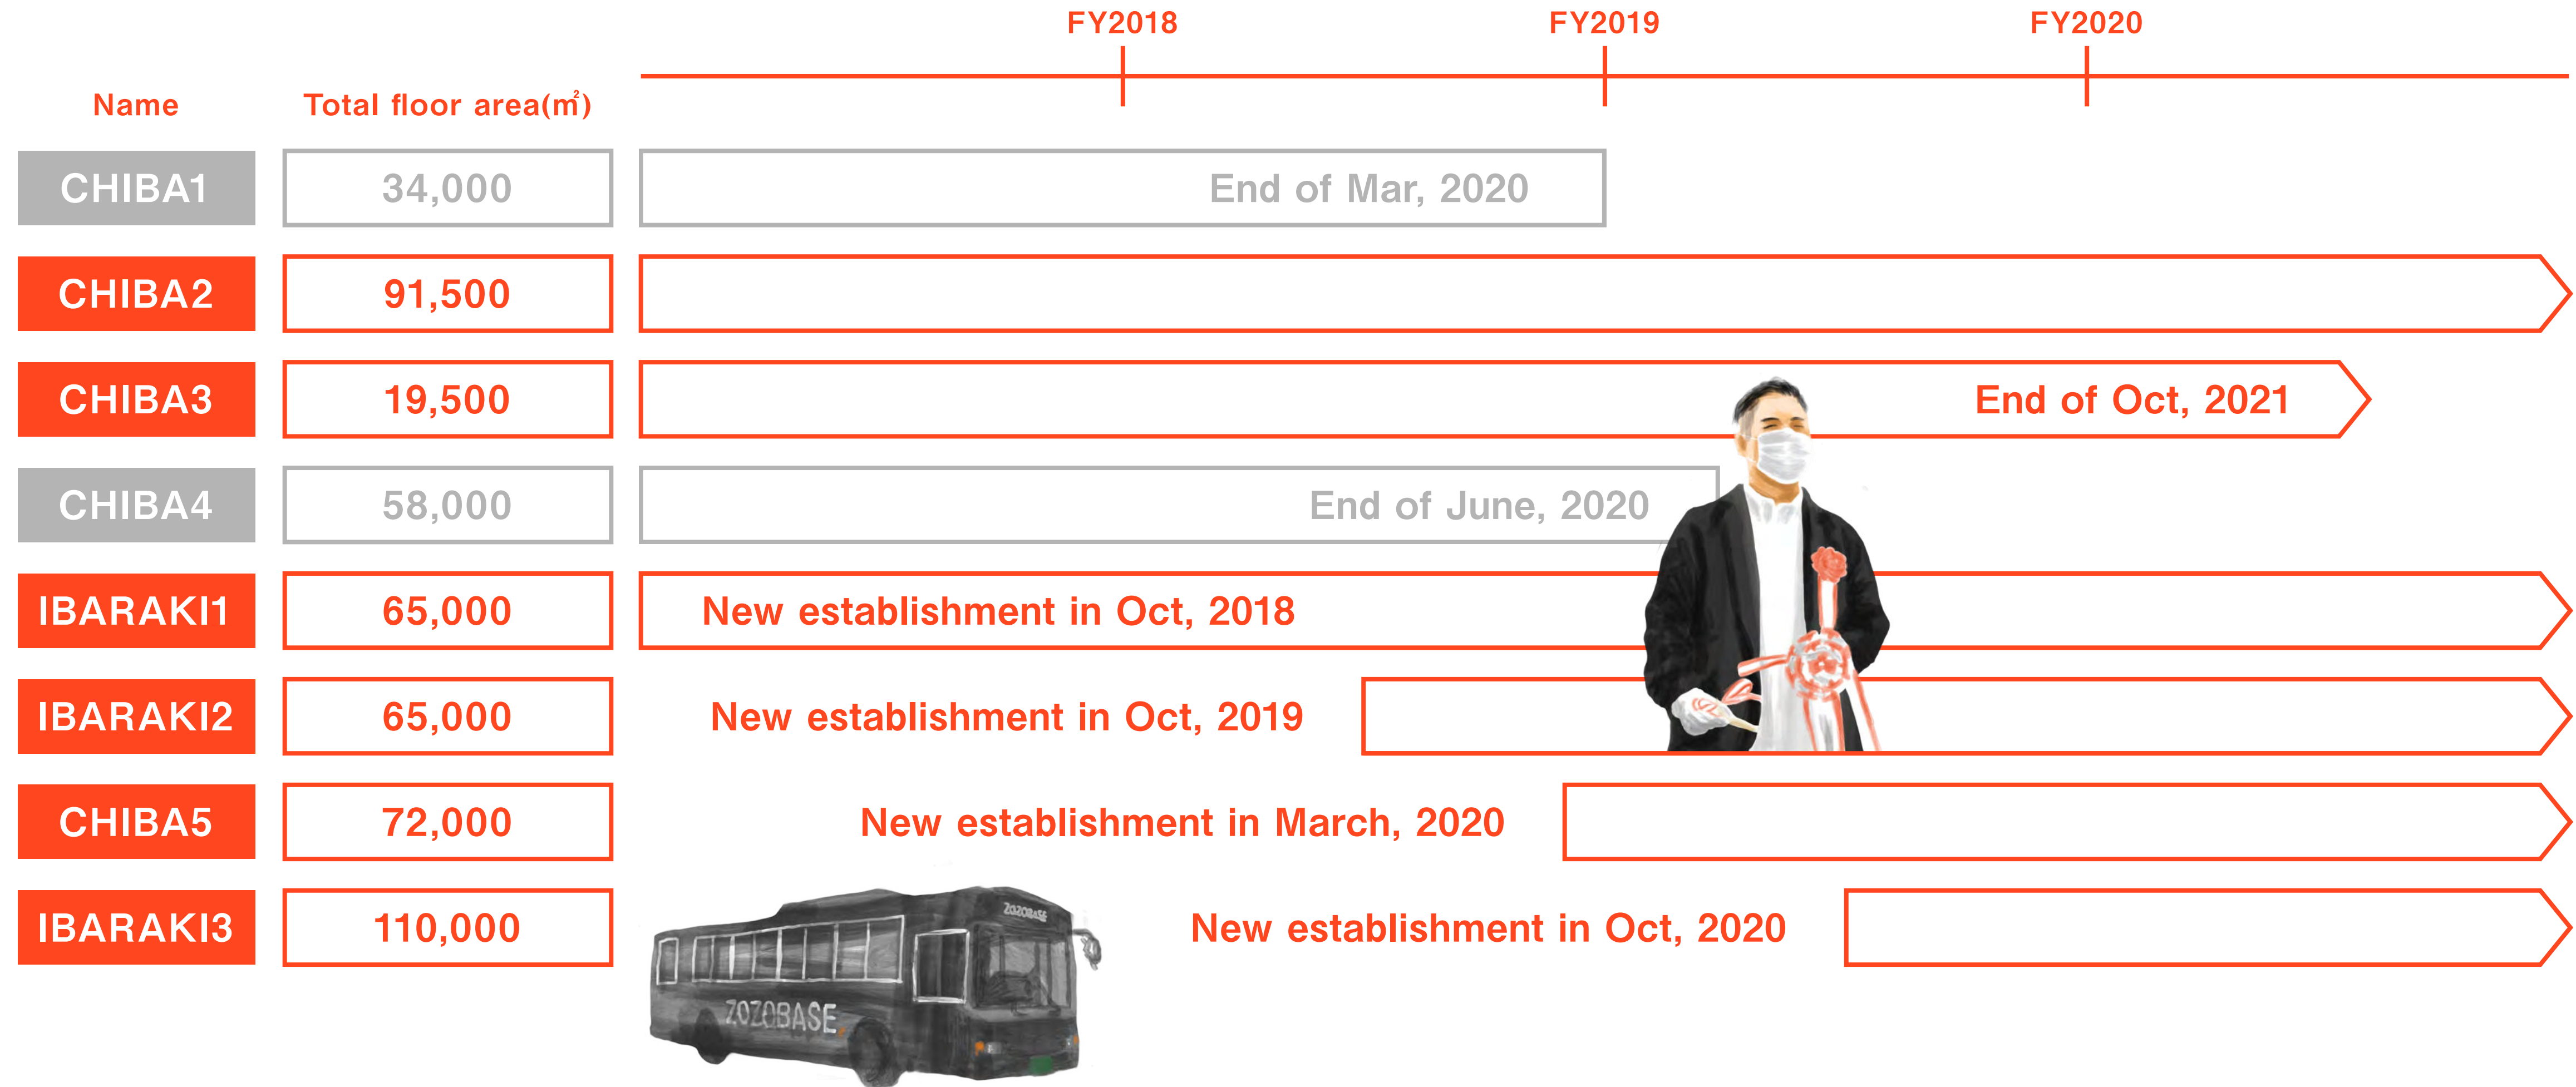 FY2018 FY2019 FY2020
Name Total floor area(㎡)
CHIBA1 34,000 End of Mar, 2020
CHIBA2 91,500
CHIBA3 19,500 End of Oct, 2021
CHIBA4 58,000 End of June, 2020
IBARAKI1 65,000 New establishment in Oct, 2018
IBARAKI2 65,000 New establishment in Oct, 2019
CHIBA5 72,000 New establishment in March, 2020
IBARAKI3 110,000 New establishment in Oct, 2020
ZOZOBASE
ZOZOBASE